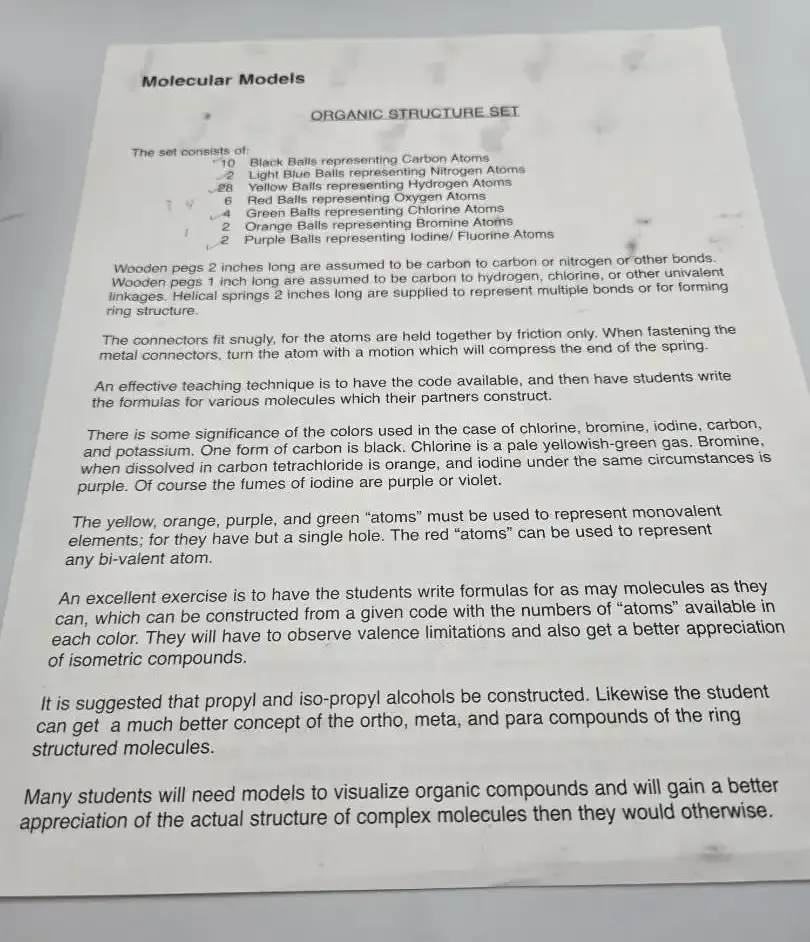 Molecular Models
ORGANIC STRUCTURE SET
The set consists of:
10 Black Balls representing Carbon Atoms
2 Light Blue Balls representing Nitrogen Atoms
28 Yellow Balls representing Hydrogen Atoms
6 Red Balls representing Oxygen Atoms
4 Green Balls representing Chlorine Atoms
2 Orange Balls representing Bromine Atoms
2 Purple Balls representing Iodine/ Fluorine Atoms
Wooden pegs 2 inches long are assumed to be carbon to carbon or nitrogen or other bonds.
Wooden pegs 1 inch long are assumed to be carbon to hydrogen, chlorine, or other univalent
linkages. Helical springs 2 inches long are supplied to represent multiple bonds or for forming
ring structure.
The connectors fit snugly, for the atoms are held together by friction only. When fastening the
metal connectors, turn the atom with a motion which will compress the end of the spring.
An effective teaching technique is to have the code available, and then have students write
the formulas for various molecules which their partners construct.
There is some significance of the colors used in the case of chlorine, bromine, iodine, carbon,
and potassium. One form of carbon is black. Chlorine is a pale yellowish-green gas. Bromine,
when dissolved in carbon tetrachloride is orange, and iodine under the same circumstances is
purple. Of course the fumes of iodine are purple or violet.
The yellow, orange, purple, and green “atoms” must be used to represent monovalent
elements; for they have but a single hole. The red “atoms” can be used to represent
any bi-valent atom.
An excellent exercise is to have the students write formulas for as may molecules as they
can, which can be constructed from a given code with the numbers of “atoms” available in
each color. They will have to observe valence limitations and also get a better appreciation
of isometric compounds.
It is suggested that propyl and iso-propyl alcohols be constructed. Likewise the student
can get a much better concept of the ortho, meta, and para compounds of the ring
structured molecules.
Many students will need models to visualize organic compounds and will gain a better
appreciation of the actual structure of complex molecules then they would otherwise.